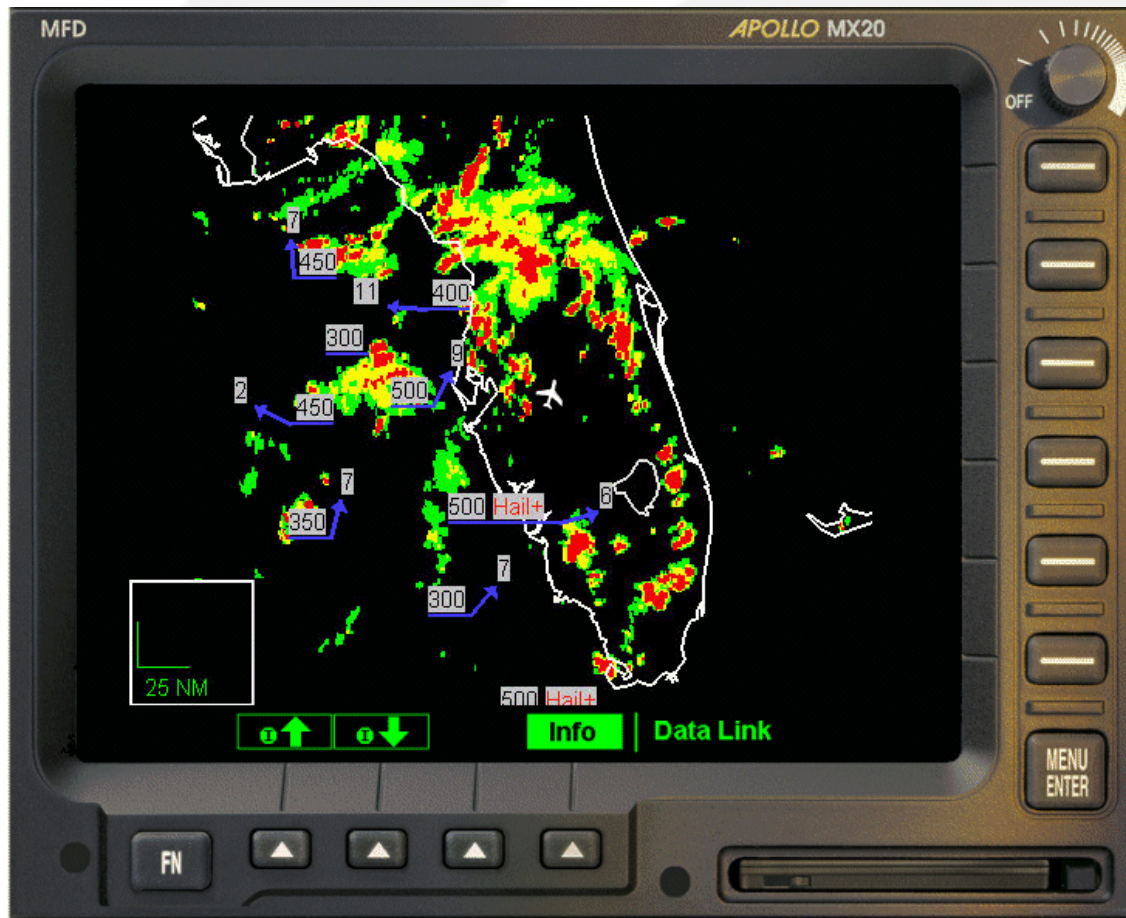 MFD
APOLLO MX20
OFF
7
450
11
400
300
9
500
2
450
7
350
500 Hail+
6
7
300
25 NM
500 Hail+
Info
Data Link
MENU
ENTER
FN